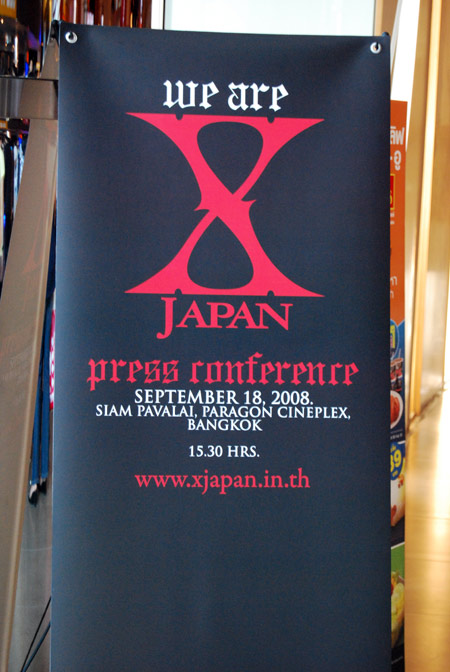 we are
X
JAPAN
press conference
SEPTEMBER 18, 2008.
SIAM PAVALAI, PARAGON CINEPLEX,
BANGKOK
15.30 HRS.
www.xjapan.in.th